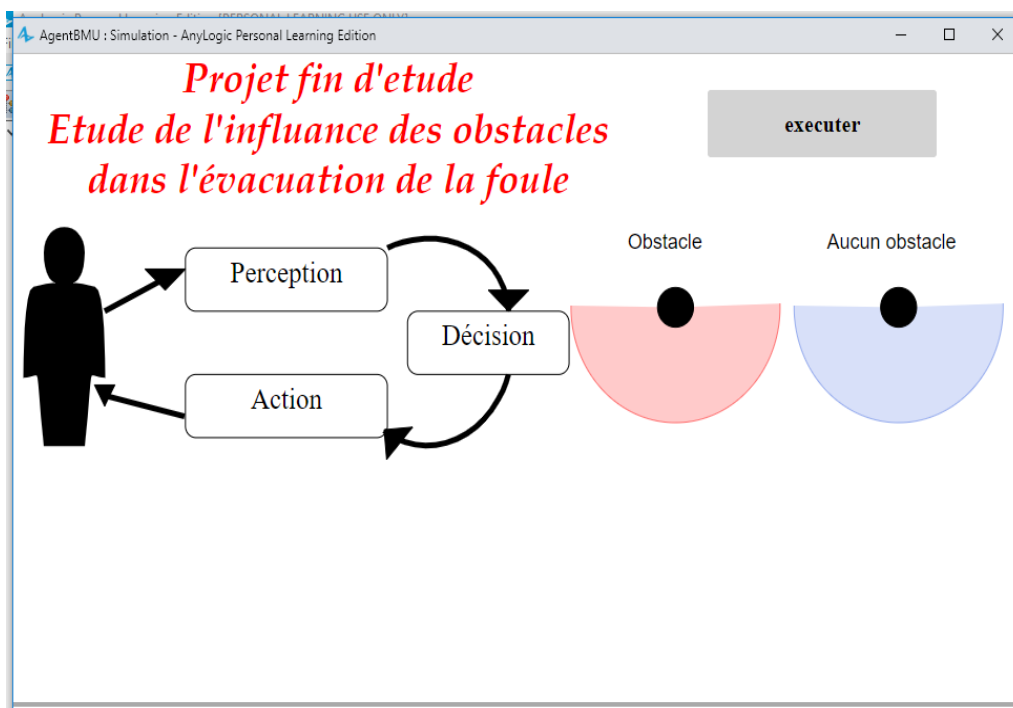 AgentBMU : Simulation - AnyLogic Personal Learning Edition
Projet fin d'etude
Etude de l'influance des obstacles
dans l'évacuation de la foule
executer
Obstacle
Aucun obstacle
Perception
Décision
Action